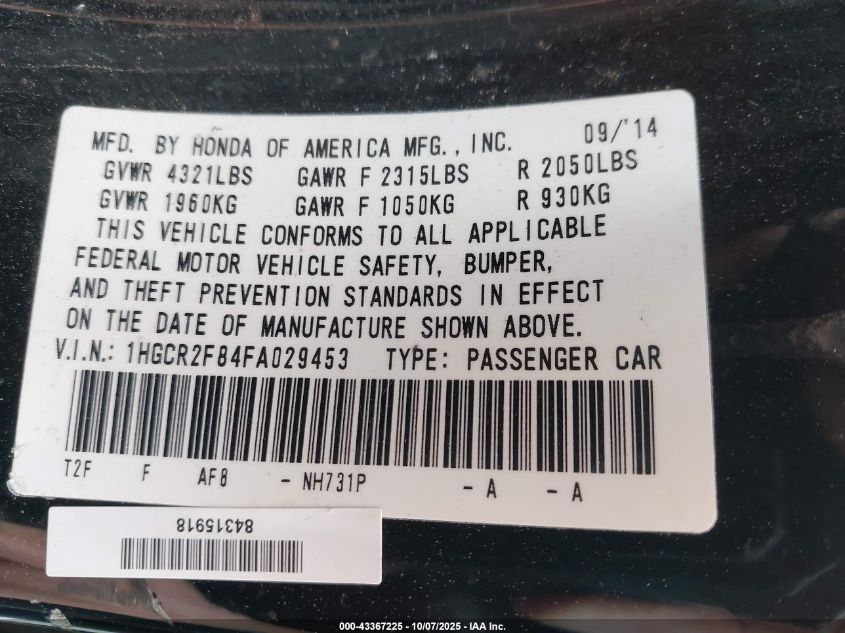 MFD. BY HONDA OF AMERICA MFG., INC. 09/'14
GVWR 4321LBS GAWR F 2315LBS R 2050LBS
GVWR 1960KG GAWR F 1050KG R 930KG
THIS VEHICLE CONFORMS TO ALL APPLICABLE
FEDERAL MOTOR VEHICLE SAFETY, BUMPER,
AND THEFT PREVENTION STANDARDS IN EFFECT
ON THE DATE OF MANUFACTURE SHOWN ABOVE.
V.I.N.: 1HGCR2F84FA029453 TYPE: PASSENGER CAR
T2F F AF8 - NH731P - A - A
84315918
000-43367225 - 10/07/2025 - IAA Inc.